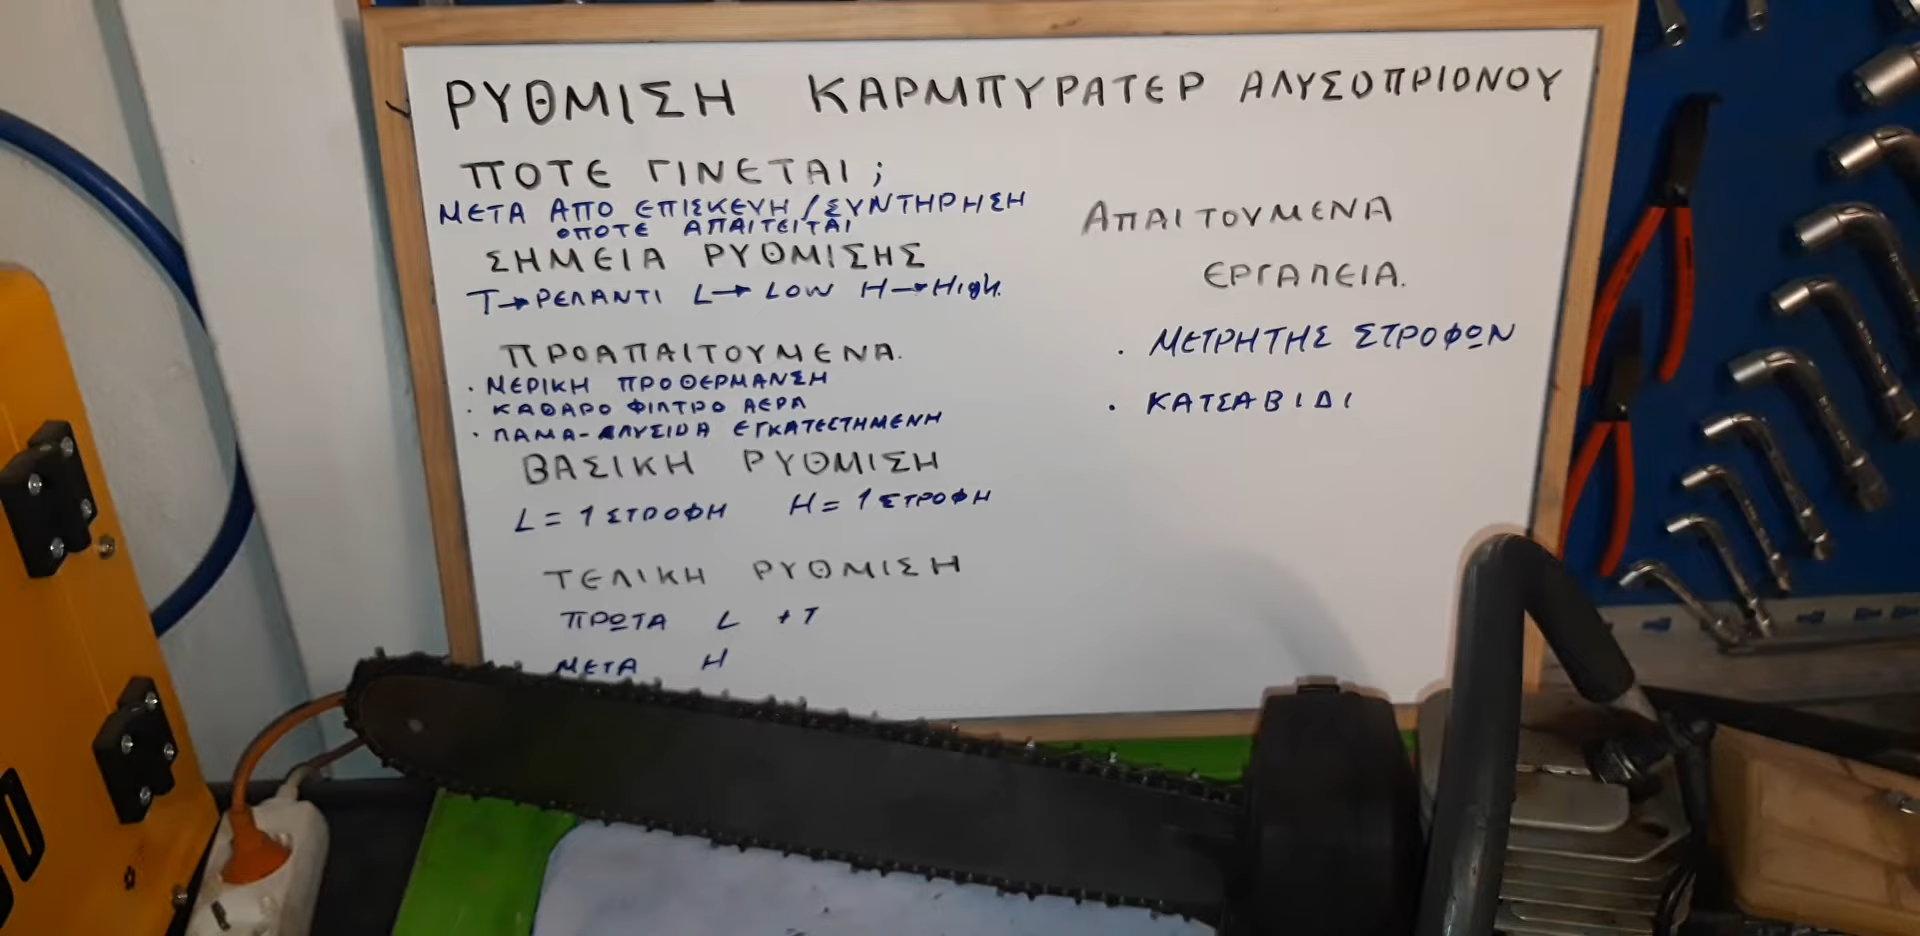 ΡΥΘΜΙΣΗ ΚΑΡΜΠΥΡΑΤΕΡ ΑΛΥΣΟΠΡΙΟΝΟΥ
ΠΟΤΕ ΓΙΝΕΤΑΙ;
ΜΕΤΑ ΑΠΟ ΕΠΙΣΚΕΥΗ/ΣΥΝΤΗΡΗΣΗ
ΟΠΟΤΕ ΑΠΑΙΤΕΙΤΑΙ
ΣΗΜΕΙΑ ΡΥΘΜΙΣΗΣ
T→ΡΕΛΑΝΤΙ L→LOW H→HIgh.
ΠΡΟΑΠΑΙΤΟΥΜΕΝΑ.
· ΜΕΡΙΚΗ ΠΡΟΘΕΡΜΑΝΣΗ
· ΚΑΘΑΡΟ ΦΙΛΤΡΟ ΑΕΡΑ
· ΛΑΜΑ-ΑΛΥΣΙΔΑ ΕΓΚΑΤΕΣΤΗΜΕΝΗ
ΒΑΣΙΚΗ ΡΥΘΜΙΣΗ
L = 1 ΣΤΡΟΦΗ H = 1 ΣΤΡΟΦΗ
ΤΕΛΙΚΗ ΡΥΘΜΙΣΗ
ΠΡΩΤΑ L + T
ΜΕΤΑ H
ΑΠΑΙΤΟΥΜΕΝΑ
ΕΡΓΑΛΕΙΑ.
· ΜΕΤΡΗΤΗΣ ΣΤΡΟΦΩΝ
· ΚΑΤΣΑΒΙΔΙ